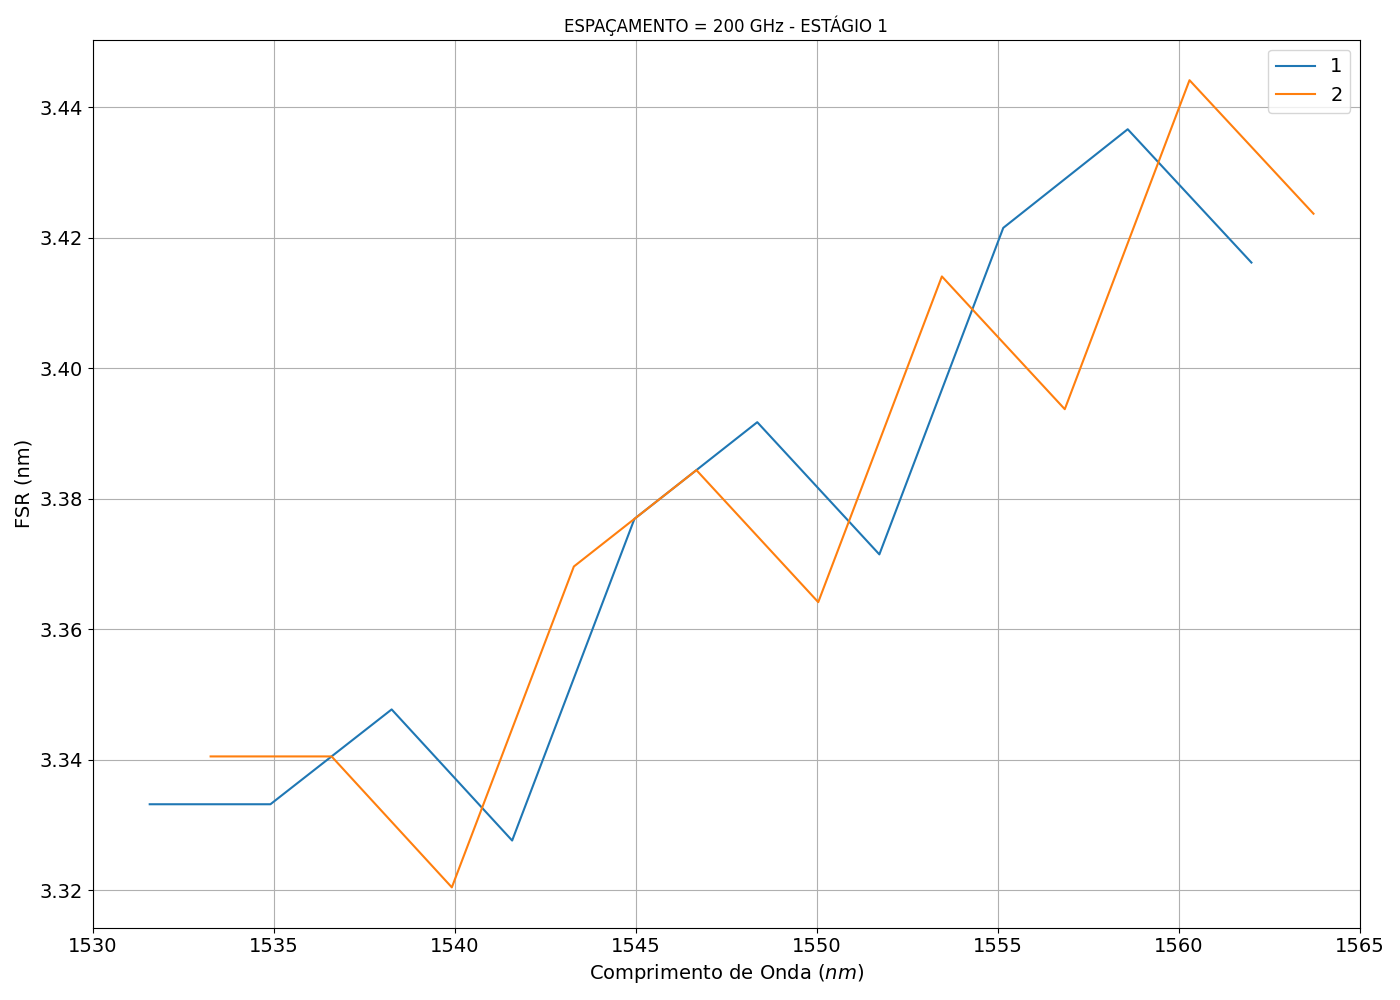 ESPAÇAMENTO = 200 GHz - ESTÁGIO 1
1
2
3.44
3.42
3.40
3.38
3.36
3.34
3.32
FSR (nm)
1530 1535 1540 1545 1550 1555 1560 1565
Comprimento de Onda (nm)